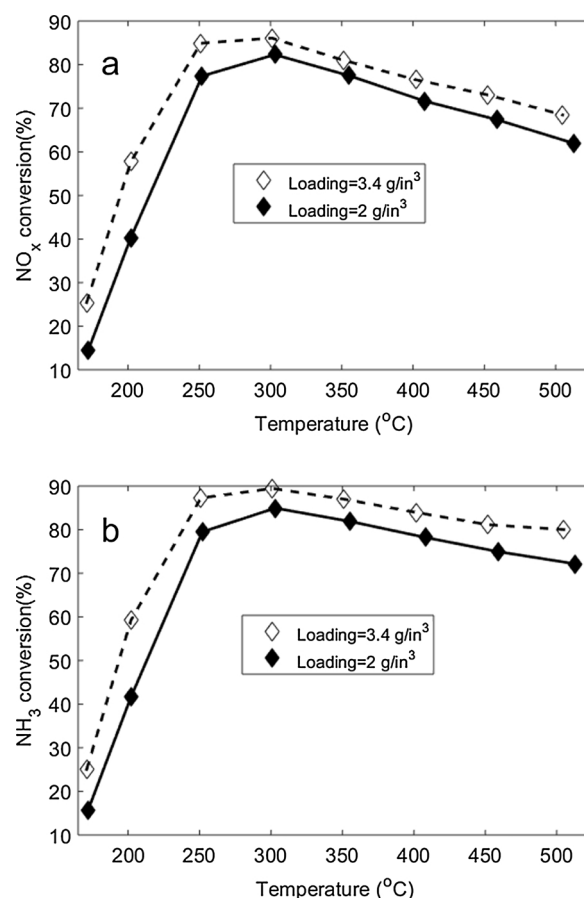 90
80
70
60
50
40
30
20
10
NOₓ conversion(%)
a
Loading=3.4 g/in³
Loading=2 g/in³
200 250 300 350 400 450 500
Temperature (°C)
90
80
70
60
50
40
30
20
10
NH₃ conversion(%)
b
Loading=3.4 g/in³
Loading=2 g/in³
200 250 300 350 400 450 500
Temperature (°C)